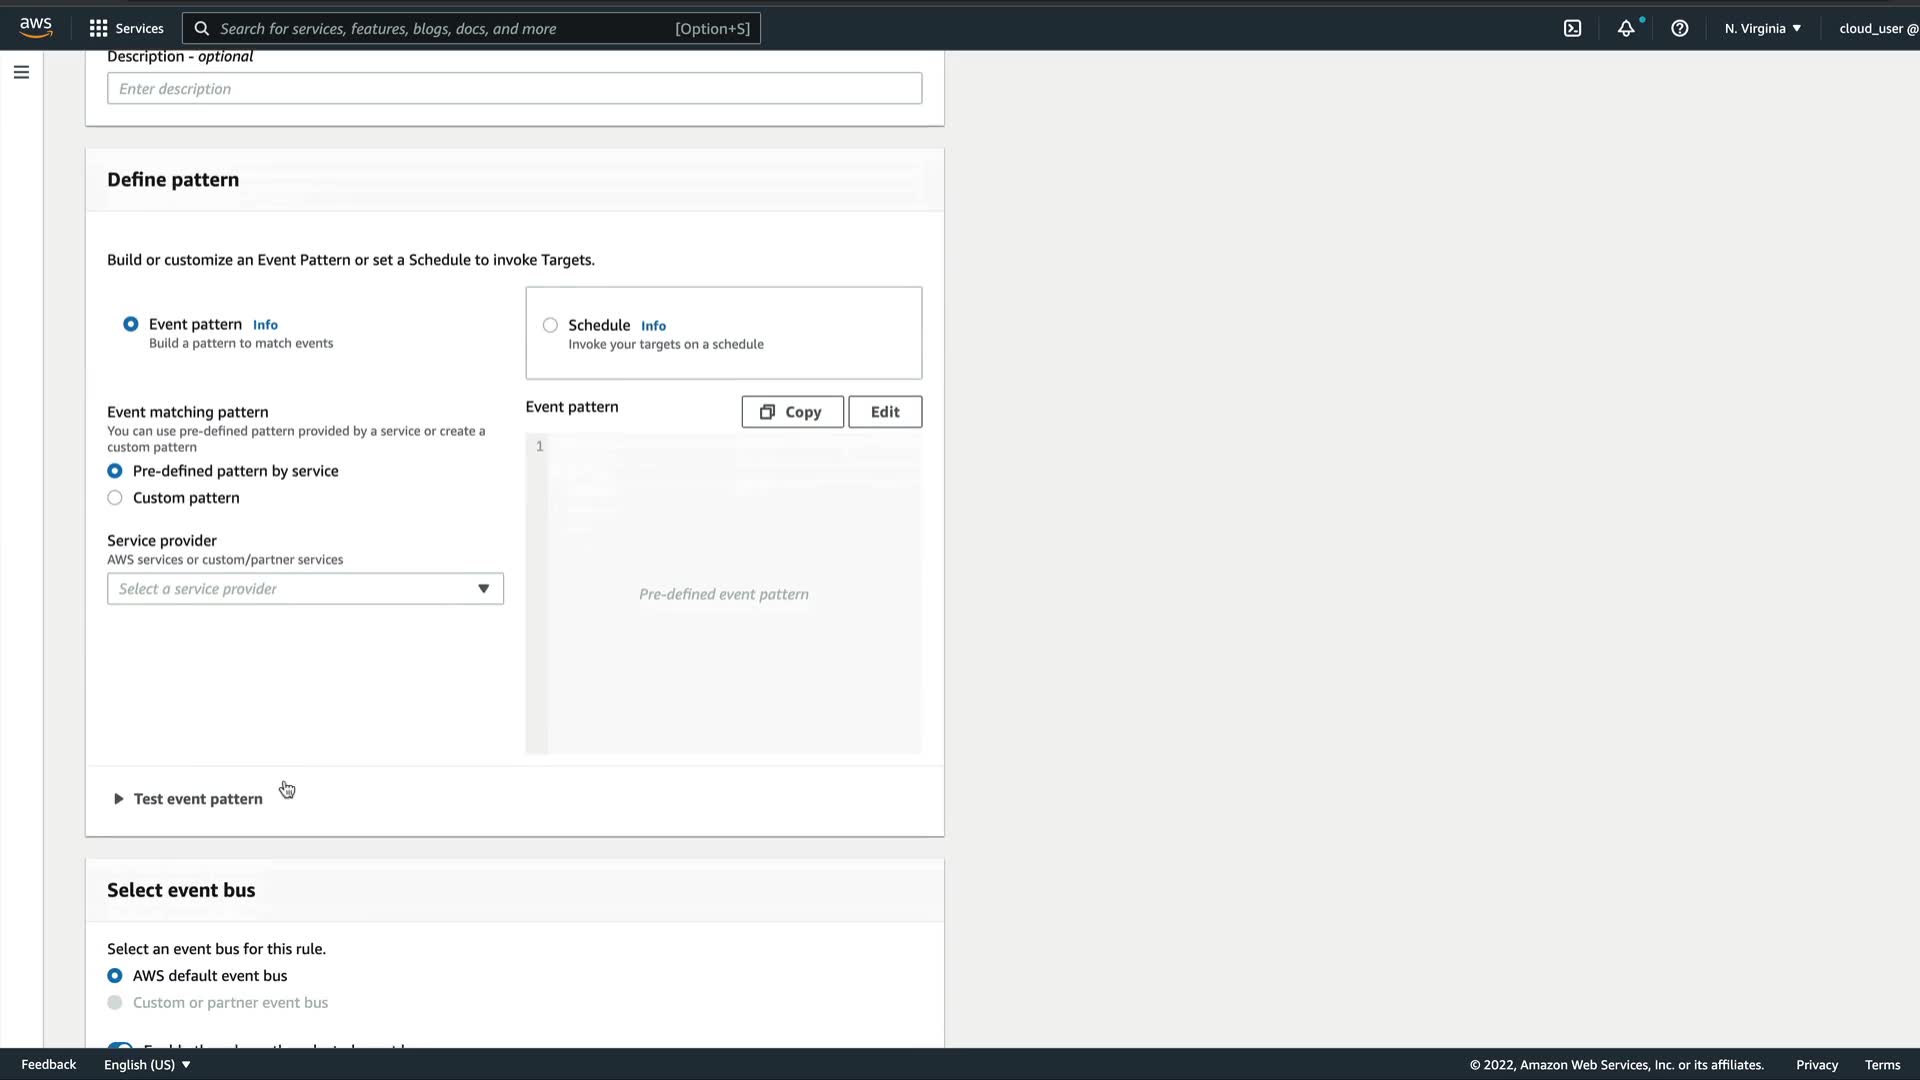 aws
Services
Search for services, features, blogs, docs, and more
[Option+S]
N. Virginia
cloud_user @
Description - optional
Enter description
Define pattern
Build or customize an Event Pattern or set a Schedule to invoke Targets.
Event pattern Info
Build a pattern to match events
Schedule Info
Invoke your targets on a schedule
Event matching pattern
You can use pre-defined pattern provided by a service or create a
custom pattern
Pre-defined pattern by service
Custom pattern
Service provider
AWS services or custom/partner services
Select a service provider
Event pattern
Copy
Edit
1
Pre-defined event pattern
Test event pattern
Select event bus
Select an event bus for this rule.
AWS default event bus
Custom or partner event bus
Feedback
English (US)
© 2022, Amazon Web Services, Inc. or its affiliates.
Privacy
Terms